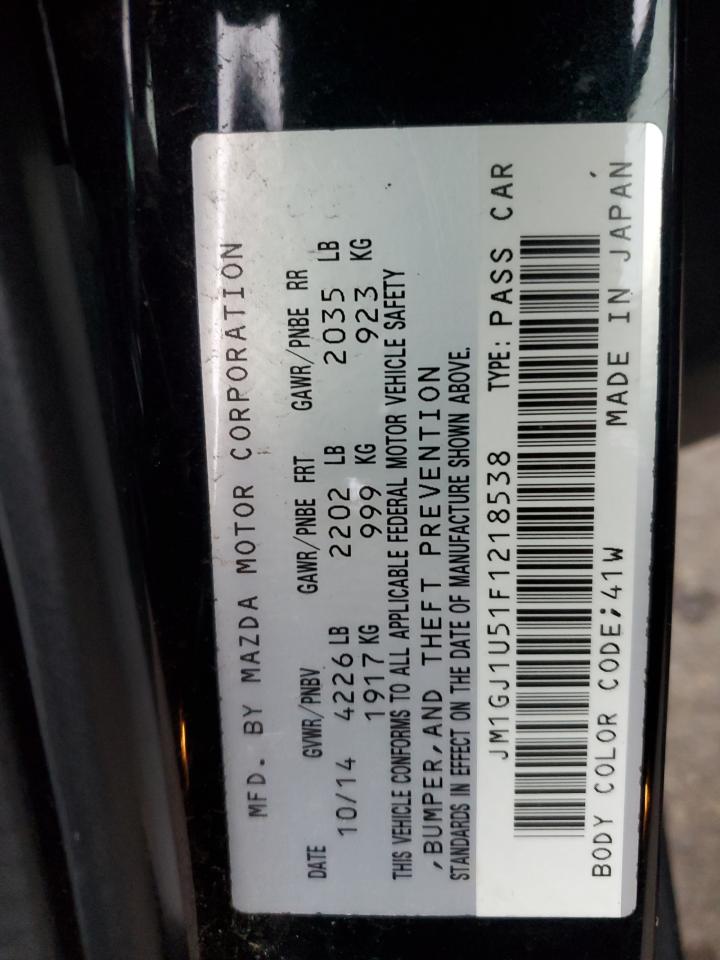 MFD. BY MAZDA MOTOR CORPORATION
DATE GVWR/PNBV GAWR/PNBE FRT GAWR/PNBE RR
10/14 4226 LB 2202 LB 2035 LB
1917 KG 999 KG 923 KG
THIS VEHICLE CONFORMS TO ALL APPLICABLE FEDERAL MOTOR VEHICLE SAFETY
,BUMPER,AND THEFT PREVENTION
STANDARDS IN EFFECT ON THE DATE OF MANUFACTURE SHOWN ABOVE.
JM1GJ1U51F1218538 TYPE: PASS CAR
BODY COLOR CODE;41W MADE IN JAPAN